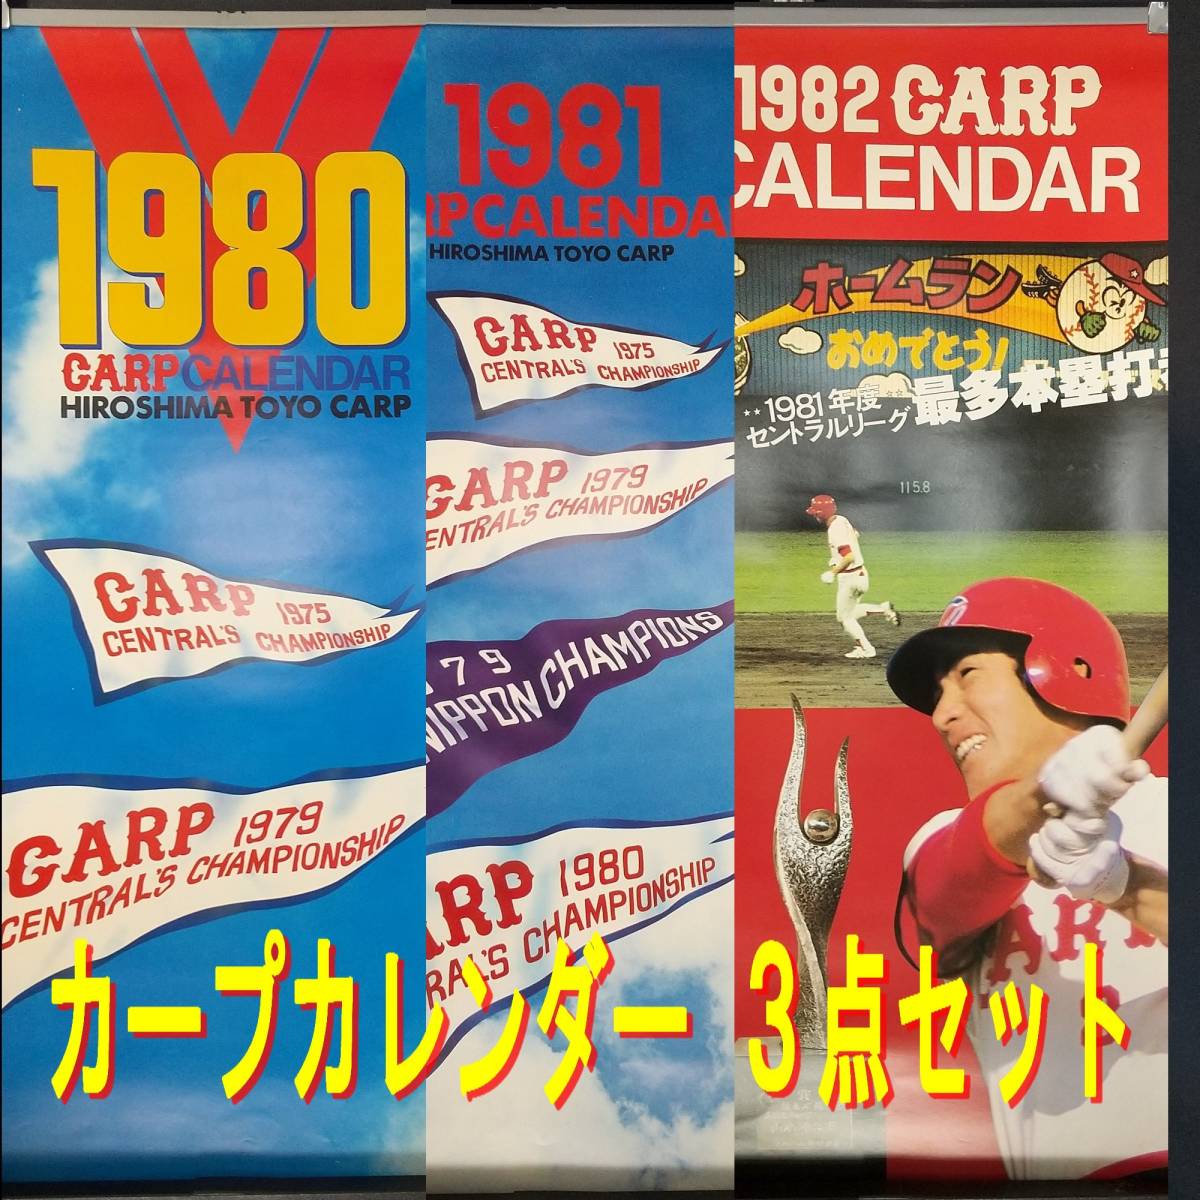 1980
CARP CALENDAR
HIROSHIMA TOYO CARP
CARP 1975
CENTRAL'S CHAMPIONSHIP
CARP 1979
CENTRAL'S CHAMPIONSHIP
1981
RPCALENDA
HIROSHIMA TOYO CARP
CARP 1975
CENTRAL'S CHAMPIONSHIP
CARP 1979
ENTRAL'S CHAMPIONSHIP
179
NIPPON CHAMPIONS
ARP 1980
RAL'S CHAMPIONSHIP
1982 CARP
CALENDAR
ホームラン
おめでとう!
1981年度
セントラルリーグ
最多本塁打
115.8
CARP
カープカレンダー 3点セット